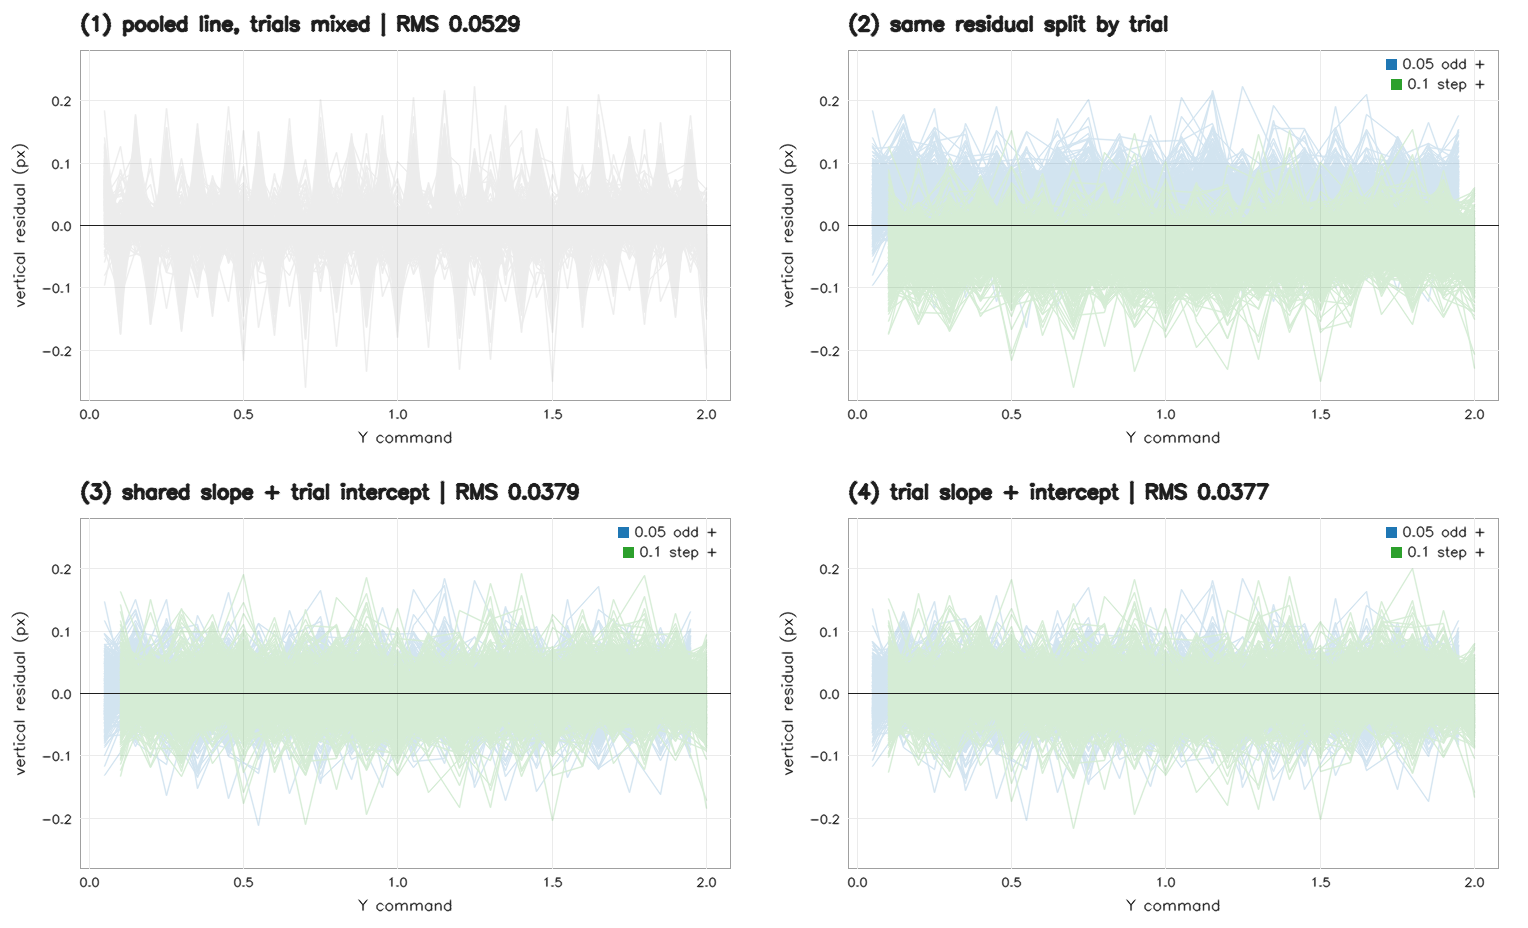 (1) pooled line, trials mixed | RMS 0.0529
0.2
0.1
0.0
−0.1
−0.2
vertical residual (px)
0.0 0.5 1.0 1.5 2.0
Y command
(2) same residual split by trial
0.05 odd +
0.1 step +
0.2
0.1
0.0
−0.1
−0.2
vertical residual (px)
0.0 0.5 1.0 1.5 2.0
Y command
(3) shared slope + trial intercept | RMS 0.0379
0.05 odd +
0.1 step +
0.2
0.1
0.0
−0.1
−0.2
vertical residual (px)
0.0 0.5 1.0 1.5 2.0
Y command
(4) trial slope + intercept | RMS 0.0377
0.05 odd +
0.1 step +
0.2
0.1
0.0
−0.1
−0.2
vertical residual (px)
0.0 0.5 1.0 1.5 2.0
Y command